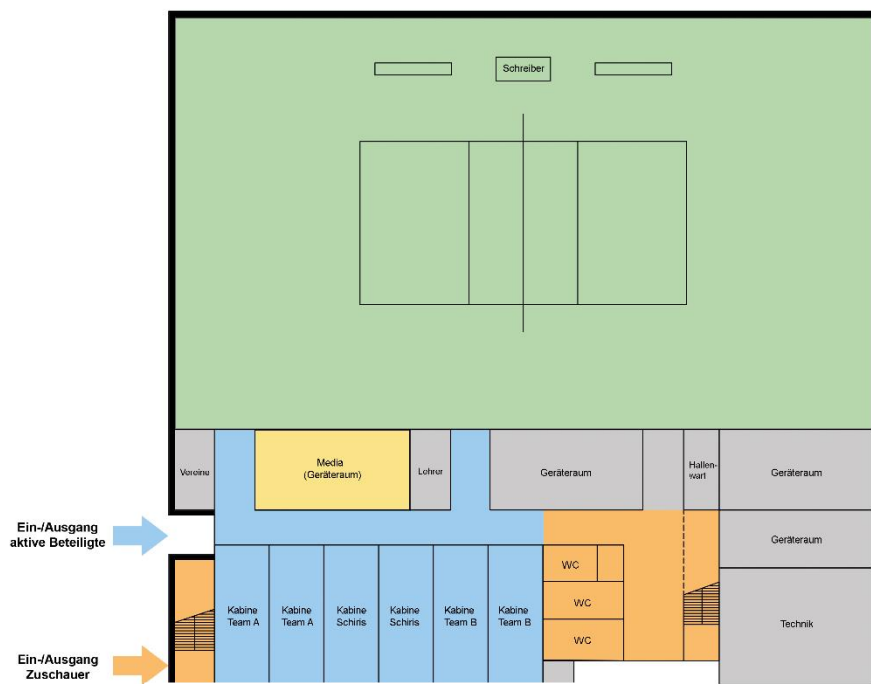 Schreiber
Vereine
Media
(Geräteraum)
Lehrer
Geräteraum
Hallen-
wart
Geräteraum
Ein-/Ausgang
aktive Beteiligte
Geräteraum
Kabine
Team A
Kabine
Team A
Kabine
Schiris
Kabine
Schiris
Kabine
Team B
Kabine
Team B
WC
WC
WC
Technik
Ein-/Ausgang
Zuschauer